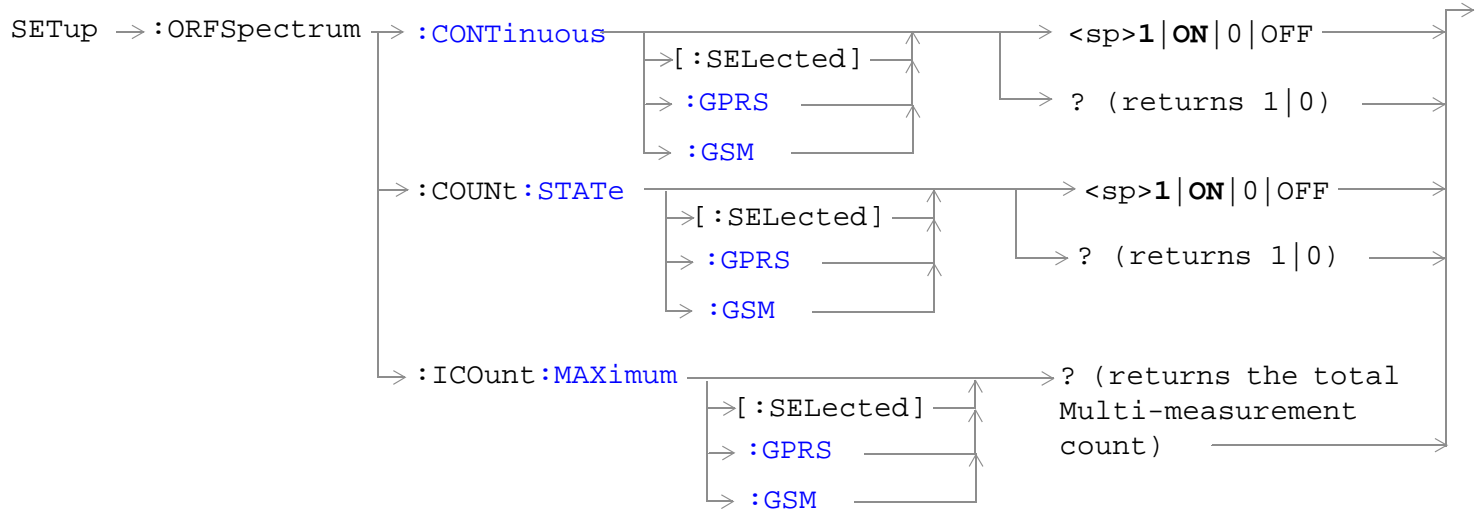 SETup :ORFSpectrum :CONTinuous <sp>1|ON|0|OFF
[:SELected]
:GPRS ? (returns 1|0)
:GSM
:COUNt:STATe <sp>1|ON|0|OFF
[:SELected]
:GPRS ? (returns 1|0)
:GSM
:ICOunt:MAXimum ? (returns the total
[:SELected] Multi-measurement
:GPRS count)
:GSM